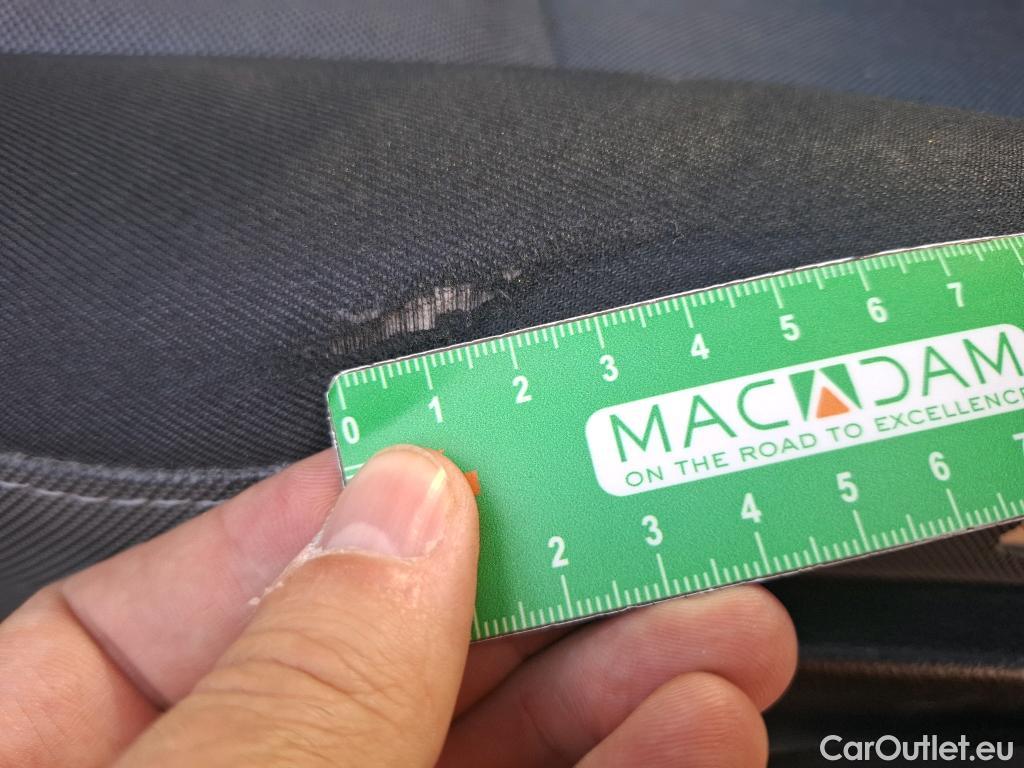 0 1 2 3 4 5 6 7
MACADAM
ON THE ROAD TO EXCELLENCE
2 3 4 5 6 7
CarOutlet.eu